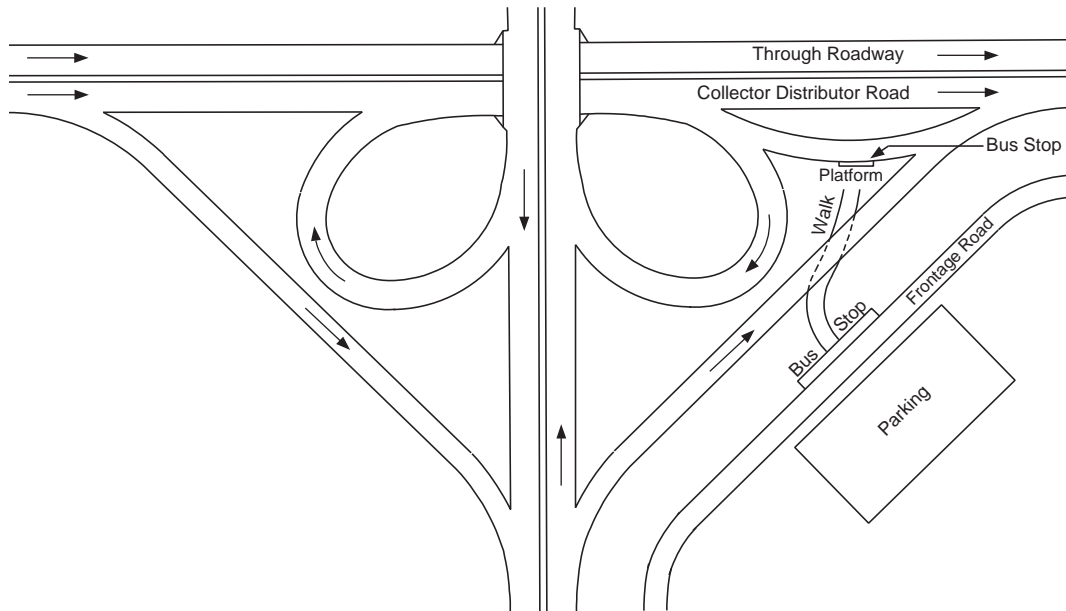 Through Roadway
Collector Distributor Road
Bus Stop
Platform
Walk
Frontage Road
Bus Stop
Parking